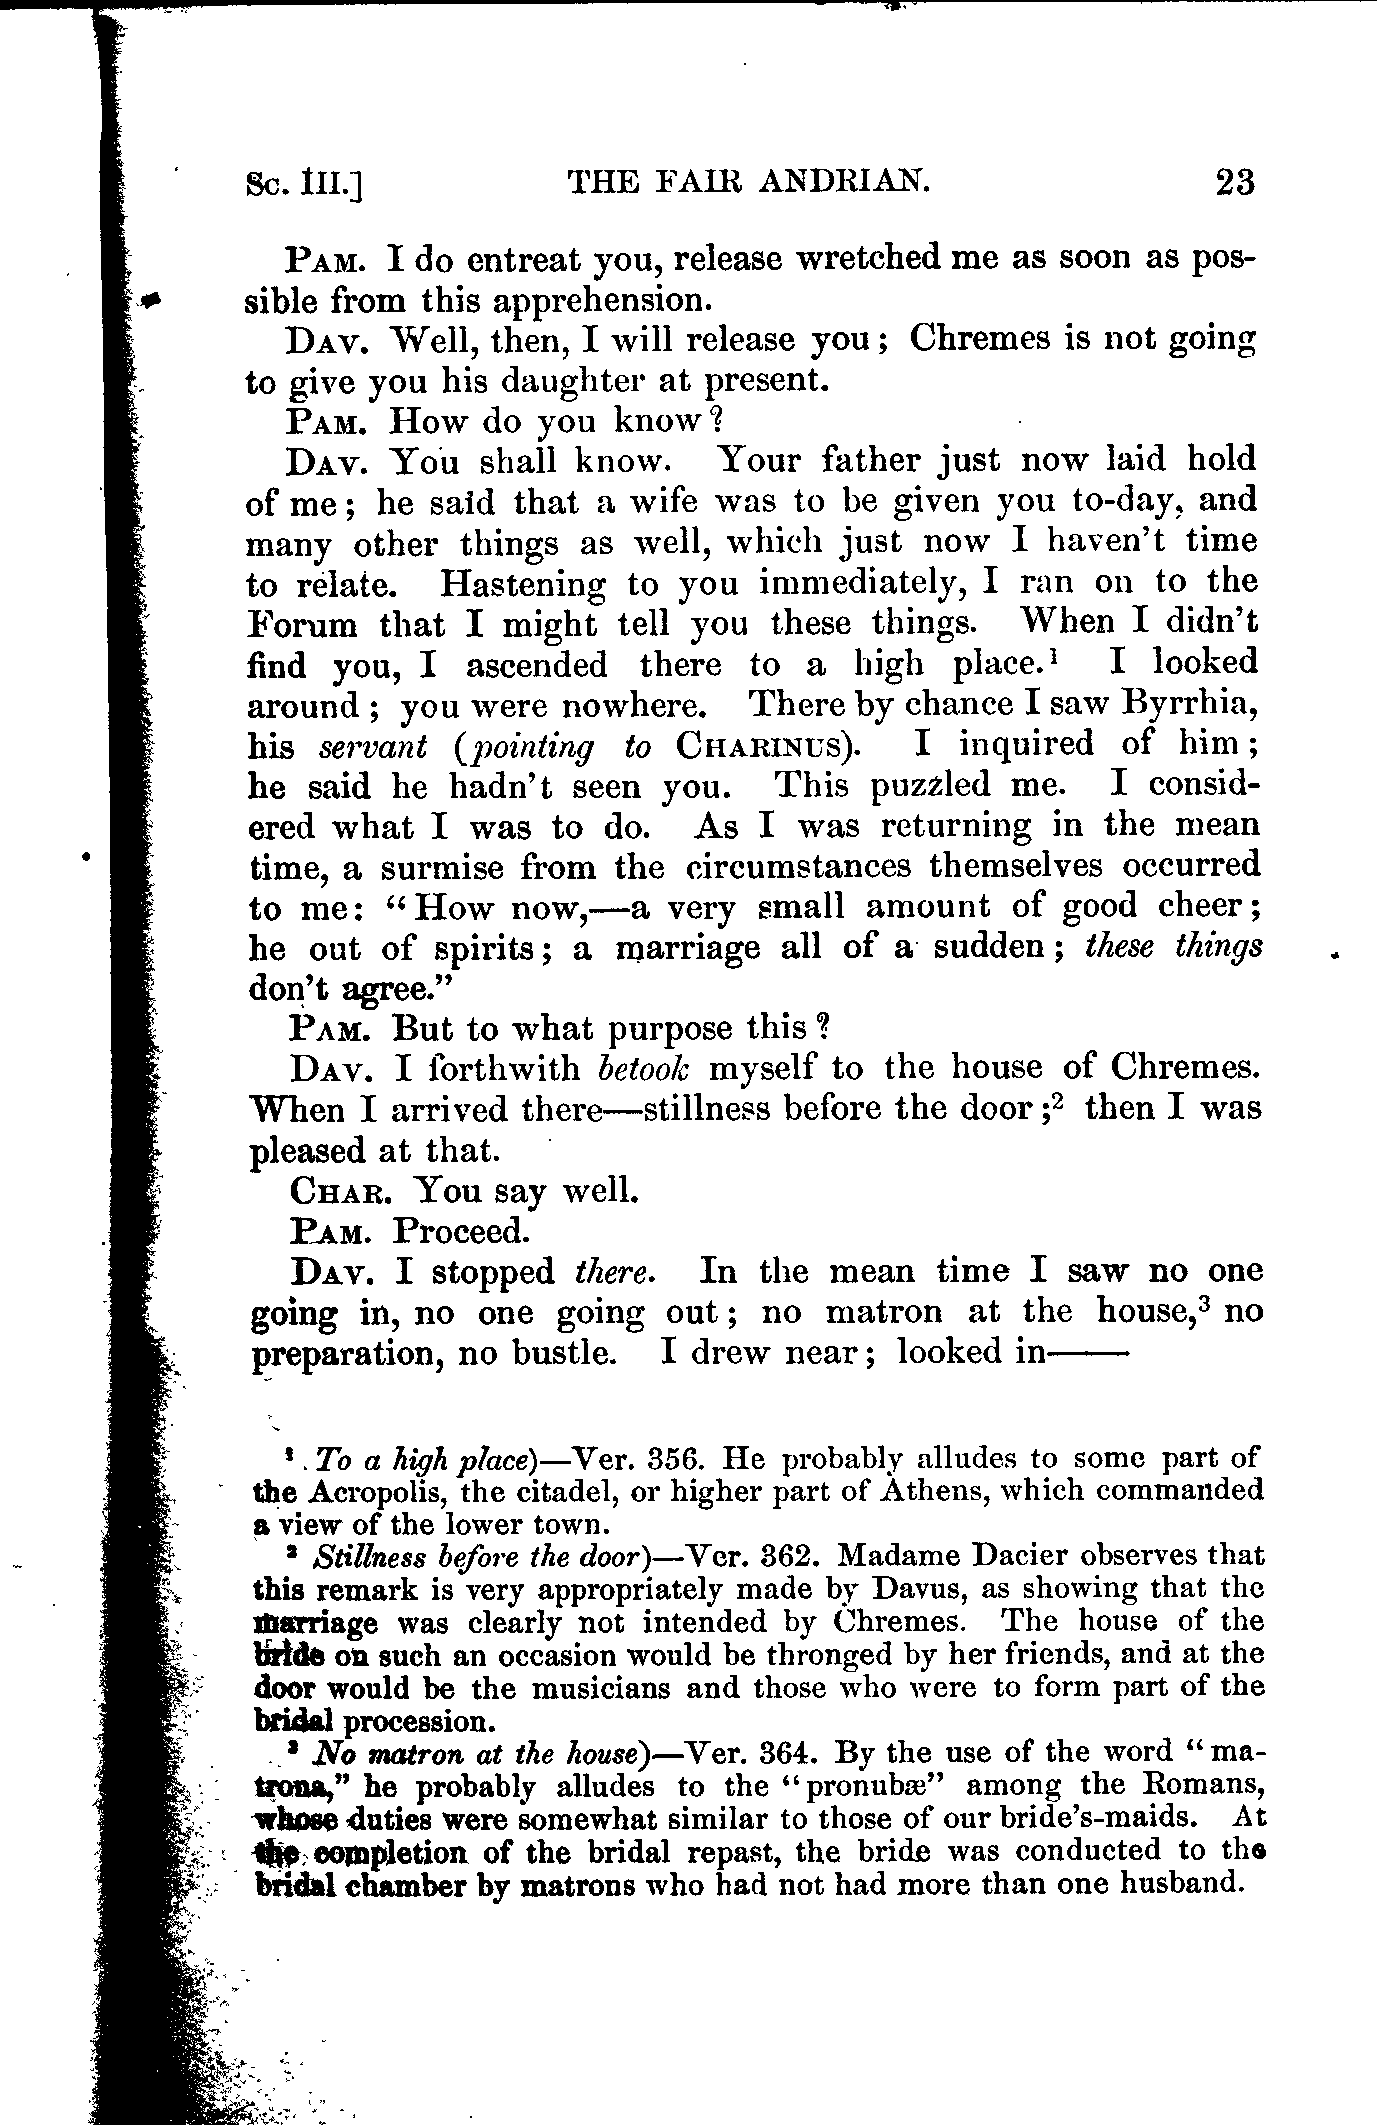 Sc. III.] THE FAIR ANDRIAN. 23
PAM. I do entreat you, release wretched me as soon as pos-
sible from this apprehension.
DAV. Well, then, I will release you; Chremes is not going
to give you his daughter at present.
PAM. How do you know?
DAV. You shall know. Your father just now laid hold
of me; he said that a wife was to be given you to-day, and
many other things as well, which just now I haven't time
to relate. Hastening to you immediately, I ran on to the
Forum that I might tell you these things. When I didn't
find you, I ascended there to a high place.¹ I looked
around; you were nowhere. There by chance I saw Byrrhia,
his servant (pointing to CHARINUS). I inquired of him;
he said he hadn't seen you. This puzzled me. I consid-
ered what I was to do. As I was returning in the mean
time, a surmise from the circumstances themselves occurred
to me: "How now,—a very small amount of good cheer;
he out of spirits; a marriage all of a sudden; these things
don't agree."
PAM. But to what purpose this?
DAV. I forthwith betook myself to the house of Chremes.
When I arrived there—stillness before the door;² then I was
pleased at that.
CHAR. You say well.
PAM. Proceed.
DAV. I stopped there. In the mean time I saw no one
going in, no one going out; no matron at the house,³ no
preparation, no bustle. I drew near; looked in——
¹ To a high place)—Ver. 356. He probably alludes to some part of
the Acropolis, the citadel, or higher part of Athens, which commanded
a view of the lower town.
² Stillness before the door)—Ver. 362. Madame Dacier observes that
this remark is very appropriately made by Davus, as showing that the
marriage was clearly not intended by Chremes. The house of the
bride on such an occasion would be thronged by her friends, and at the
door would be the musicians and those who were to form part of the
bridal procession.
³ No matron at the house)—Ver. 364. By the use of the word "ma-
trona," he probably alludes to the "pronubæ" among the Romans,
whose duties were somewhat similar to those of our bride's-maids. At
the completion of the bridal repast, the bride was conducted to the
bridal chamber by matrons who had not had more than one husband.